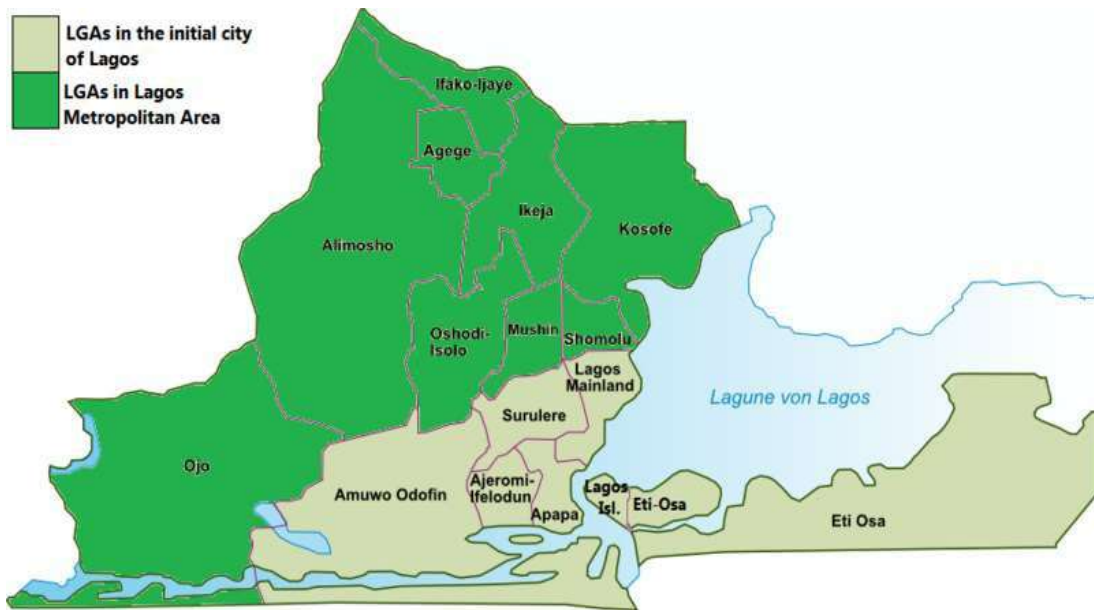 LGAs in the initial city
of Lagos
LGAs in Lagos
Metropolitan Area
Ifako-Ijaye
Agege
Ikeja
Kosofe
Alimosho
Oshodi-
Isolo
Mushin
Shomolu
Lagos
Mainland
Surulere
Lagune von Lagos
Ojo
Amuwo Odofin
Ajeromi-
Ifelodun
Apapa
Lagos
Isl.
Eti-Osa
Eti Osa